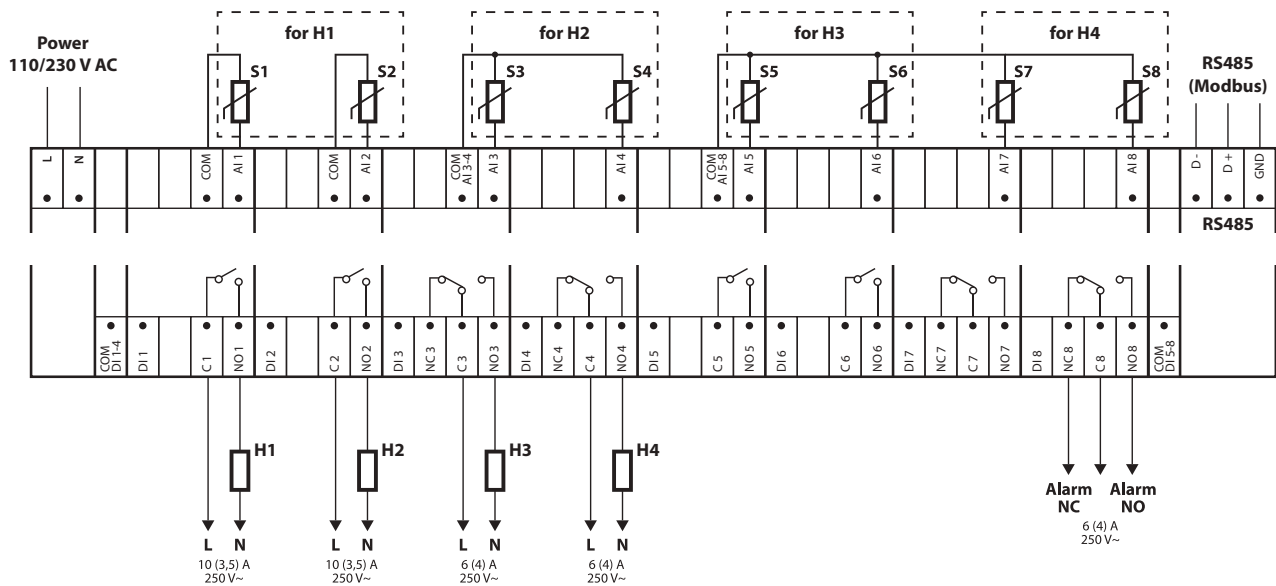 Power
110/230 V AC
for H1
for H2
for H3
for H4
RS485
(Modbus)
S1
S2
S3
S4
S5
S6
S7
S8
L
N
COM
AI 1
COM
AI 2
COM
AI 3-4
AI 3
AI 4
COM
AI 5-8
AI 5
AI 6
AI 7
AI 8
D -
D +
GND
RS485
COM
DI 1-4
DI 1
C 1
NO 1
DI 2
C 2
NO 2
DI 3
NC 3
C 3
NO 3
DI 4
NC 4
C 4
NO 4
DI 5
C 5
NO 5
DI 6
C 6
NO 6
DI 7
NC 7
C 7
NO 7
DI 8
NC 8
C 8
NO 8
COM
DI 5-8
H1
H2
H3
H4
L N
10 (3,5) A
250 V~
L N
10 (3,5) A
250 V~
L N
6 (4) A
250 V~
L N
6 (4) A
250 V~
Alarm
NC
Alarm
NO
6 (4) A
250 V~